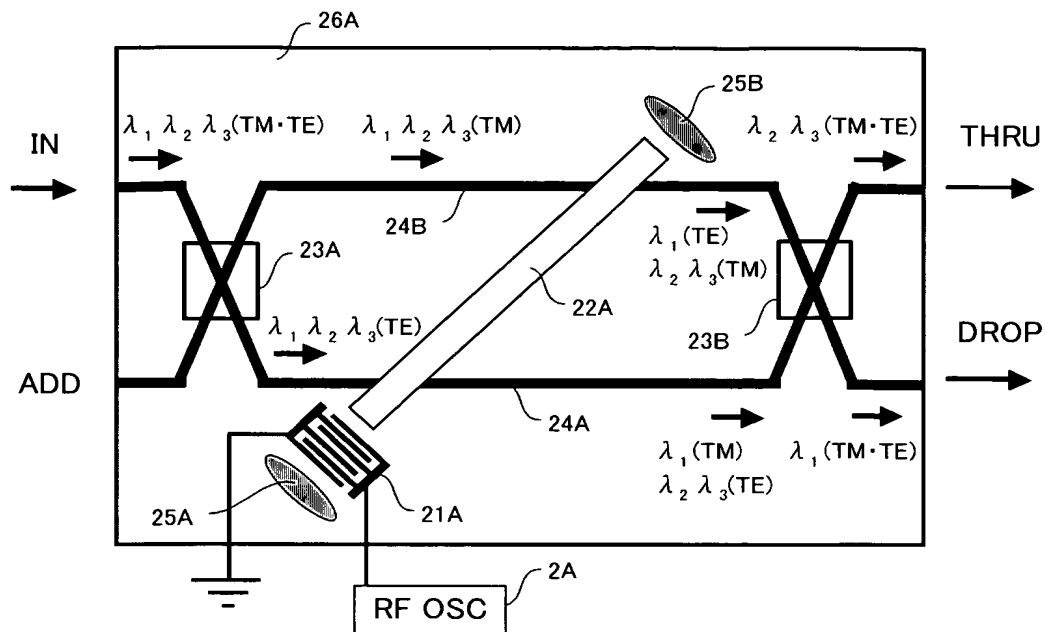 26A
25B
IN
λ₁ λ₂ λ₃(TM・TE)
λ₁ λ₂ λ₃(TM)
λ₂ λ₃(TM・TE)
THRU
24B
23A
λ₁(TE)
λ₂ λ₃(TM)
22A
23B
λ₁ λ₂ λ₃(TE)
DROP
ADD
24A
λ₁(TM)
λ₂ λ₃(TE)
λ₁(TM・TE)
25A
21A
2A
RF OSC